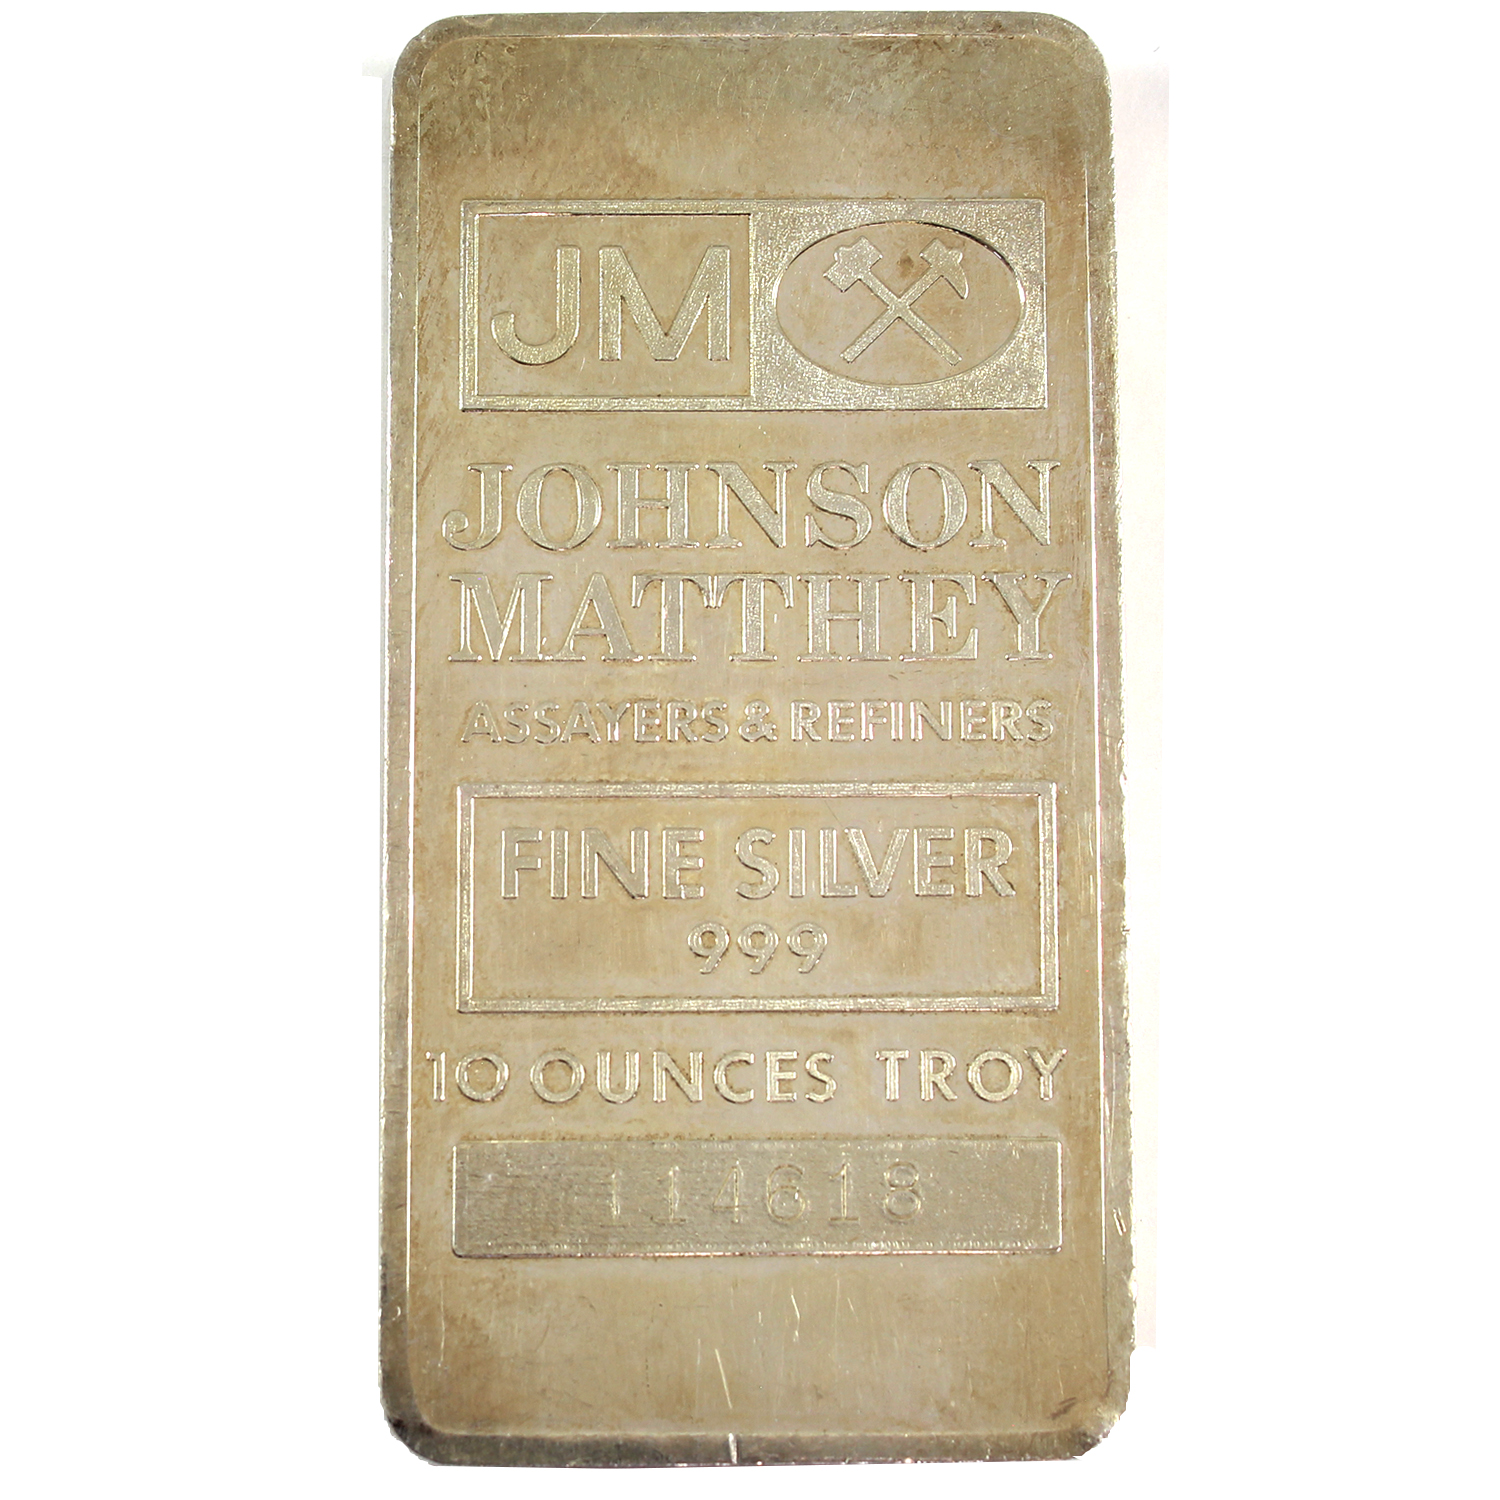 JM
JOHNSON
MATTHEY
ASSAYERS & REFINERS
FINE SILVER
999
10 OUNCES TROY
114618